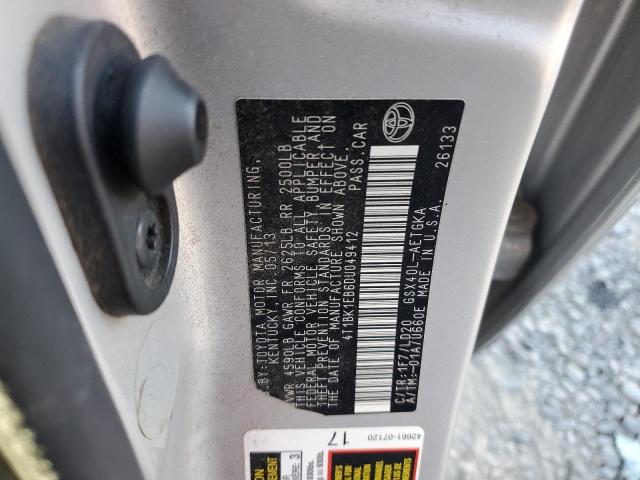 MFD. BY: TOYOTA MOTOR MANUFACTURING,
KENTUCKY, INC. 05/13
GVWR 4590LB GAWR FR 2625LB RR 2500LB
THIS VEHICLE CONFORMS TO ALL APPLICABLE
FEDERAL MOTOR VEHICLE SAFETY, BUMPER, AND
THEFT PREVENTION STANDARDS IN EFFECT ON
THE DATE OF MANUFACTURE SHOWN ABOVE.
4T1BK1EB6DU049412 PASS. CAR
C/TR: 1F7/LD20 GSX40L-AETGKA
A/TM: -01A/U660E MADE IN U.S.A.
26133
17
42661-07120